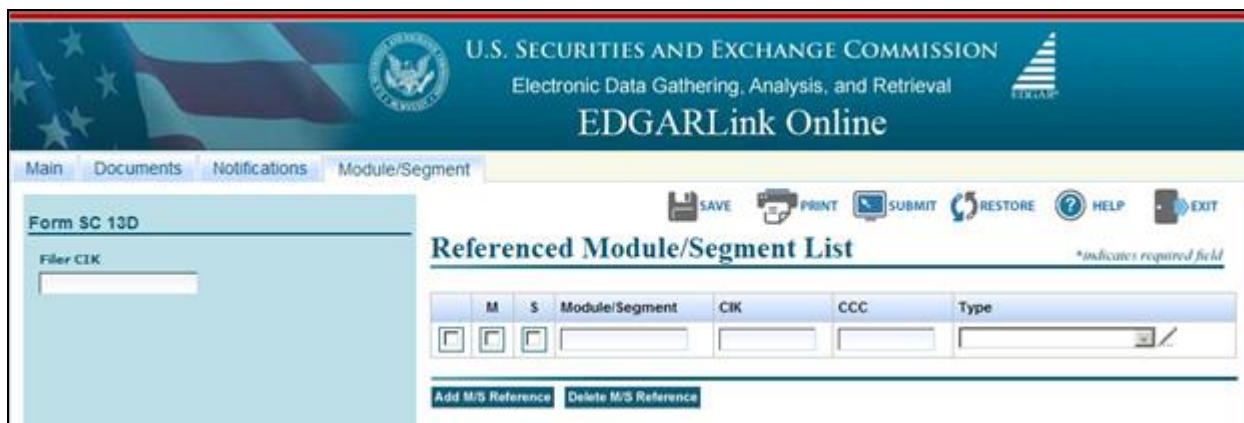 U.S. SECURITIES AND EXCHANGE COMMISSION
Electronic Data Gathering, Analysis, and Retrieval
EDGAR®
EDGARLink Online
Main Documents Notifications Module/Segment
SAVE PRINT SUBMIT RESTORE HELP EXIT
Form SC 13D
Filer CIK
Referenced Module/Segment List
*indicates required field
M S Module/Segment CIK CCC Type
Add M/S Reference Delete M/S Reference